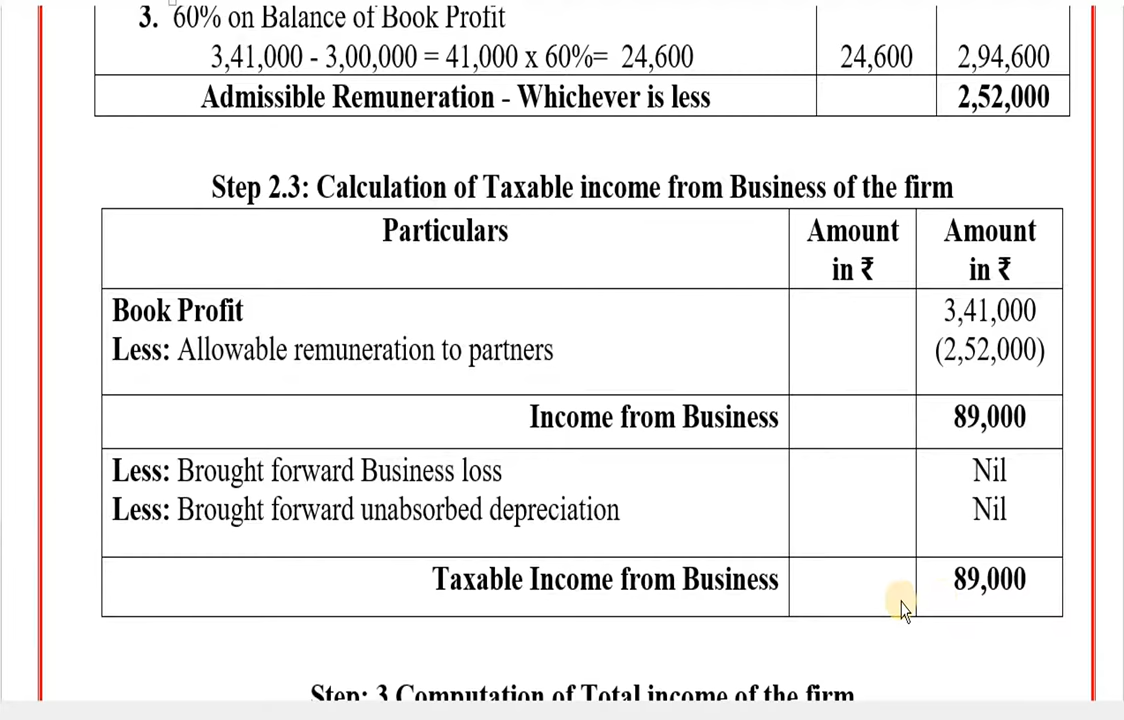 3. 60% on Balance of Book Profit
3,41,000 - 3,00,000 = 41,000 x 60%= 24,600 24,600 2,94,600
Admissible Remuneration - Whichever is less 2,52,000
Step 2.3: Calculation of Taxable income from Business of the firm
Particulars Amount in ₹ Amount in ₹
Book Profit 3,41,000
Less: Allowable remuneration to partners (2,52,000)
Income from Business 89,000
Less: Brought forward Business loss Nil
Less: Brought forward unabsorbed depreciation Nil
Taxable Income from Business 89,000
Step: 3 Computation of Total income of the firm